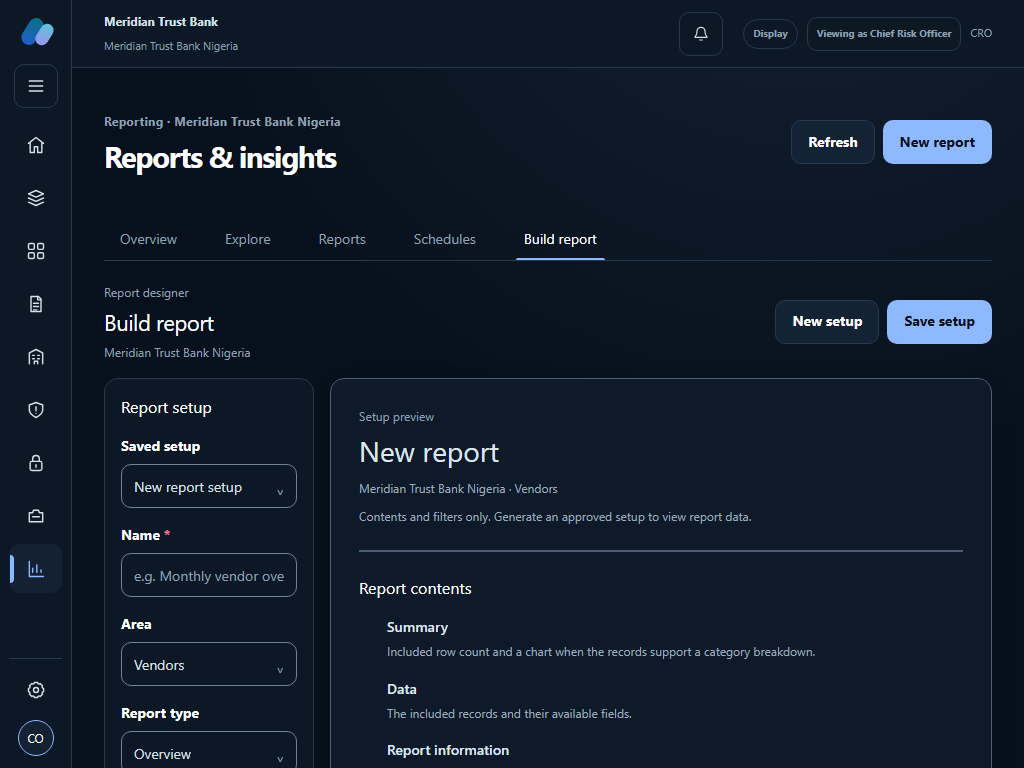 Meridian Trust Bank
Meridian Trust Bank Nigeria
Display
Viewing as Chief Risk Officer
CRO
Reporting · Meridian Trust Bank Nigeria
Reports & insights
Refresh
New report
Overview
Explore
Reports
Schedules
Build report
Report designer
Build report
Meridian Trust Bank Nigeria
New setup
Save setup
Report setup
Saved setup
New report setup
Name *
e.g. Monthly vendor ove
Area
Vendors
Report type
Overview
Setup preview
New report
Meridian Trust Bank Nigeria · Vendors
Contents and filters only. Generate an approved setup to view report data.
Report contents
Summary
Included row count and a chart when the records support a category breakdown.
Data
The included records and their available fields.
Report information
CO